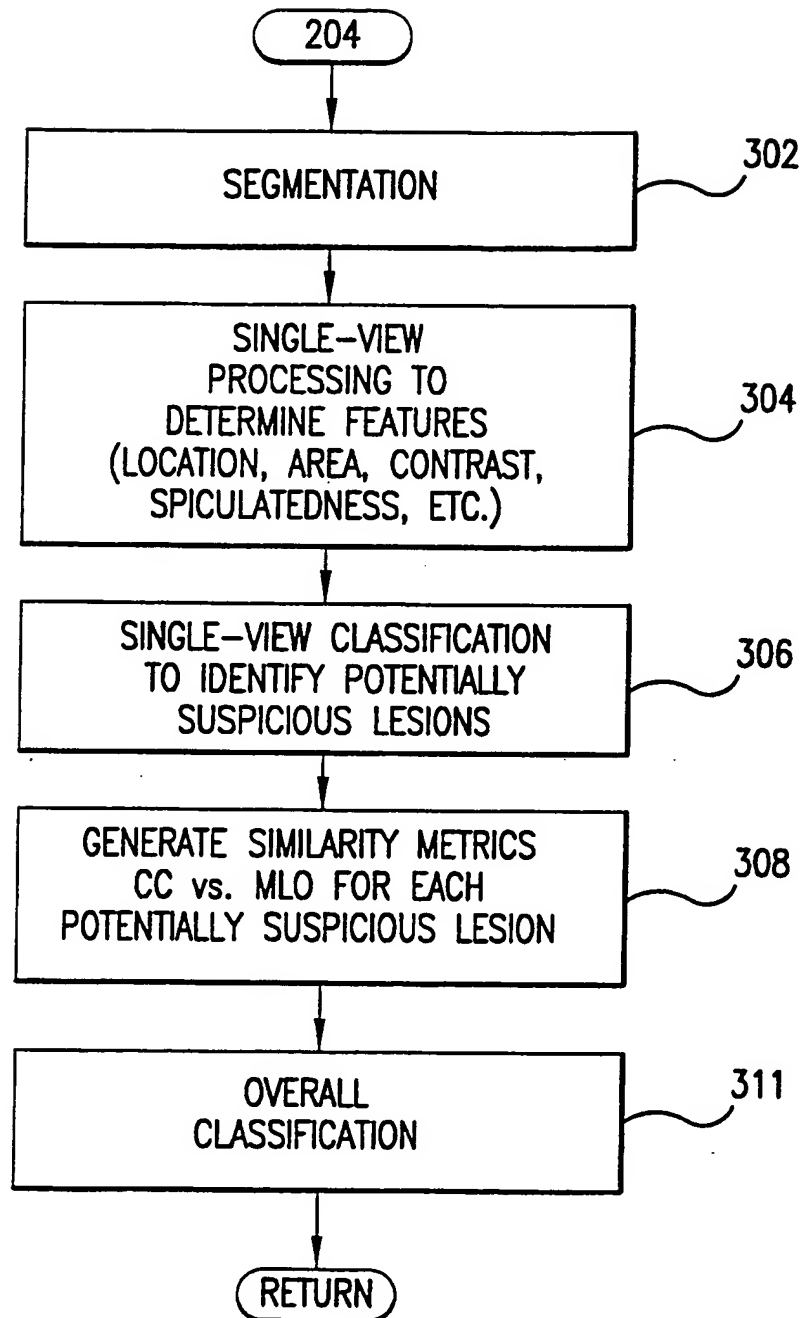 204
SEGMENTATION
302
SINGLE-VIEW
PROCESSING TO
DETERMINE FEATURES
(LOCATION, AREA, CONTRAST,
SPICULATEDNESS, ETC.)
304
SINGLE-VIEW CLASSIFICATION
TO IDENTIFY POTENTIALLY
SUSPICIOUS LESIONS
306
GENERATE SIMILARITY METRICS
CC vs. MLO FOR EACH
POTENTIALLY SUSPICIOUS LESION
308
OVERALL
CLASSIFICATION
311
RETURN